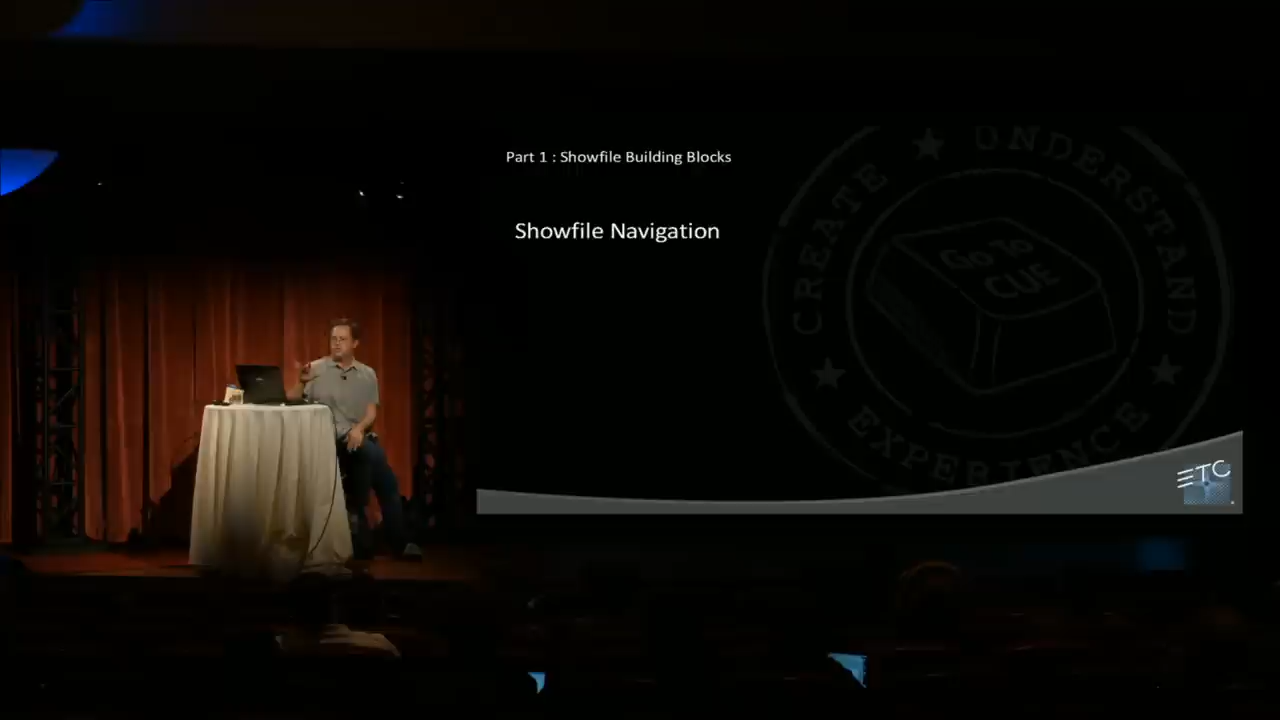 Part 1 : Showfile Building Blocks
Showfile Navigation
CREATE ★ UNDERSTAND ★ EXPERIENCE ★
Go To
CUE
ETC